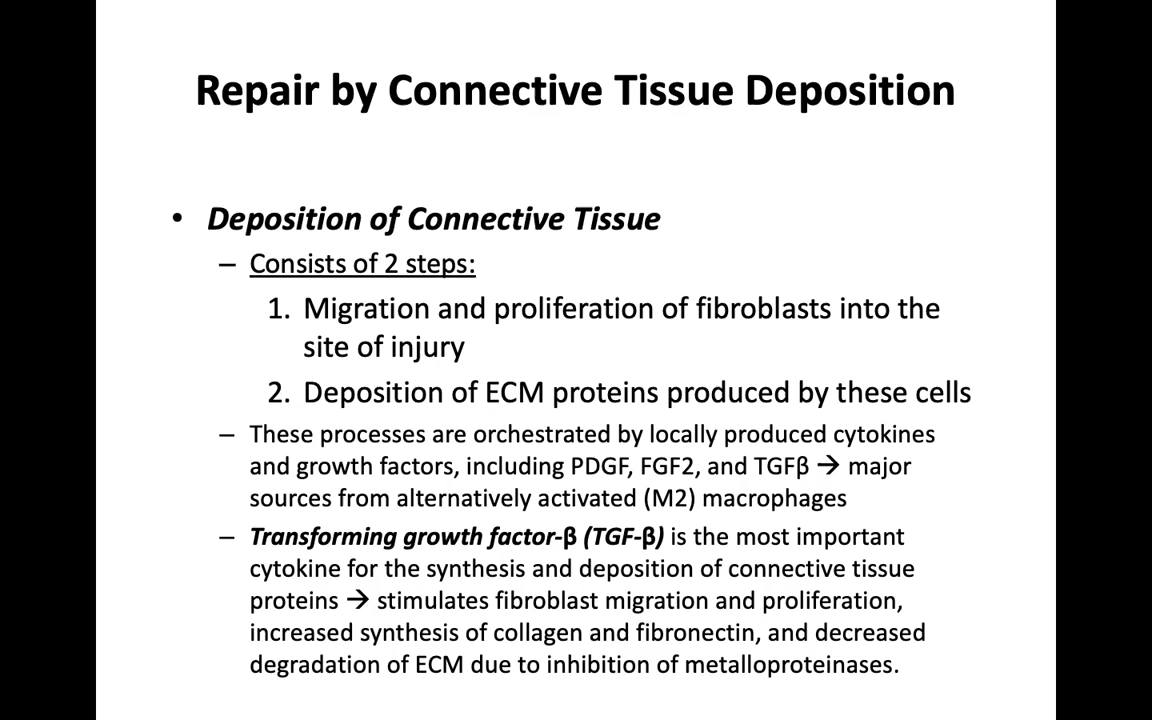 Repair by Connective Tissue Deposition
• Deposition of Connective Tissue
– Consists of 2 steps:
1. Migration and proliferation of fibroblasts into the
site of injury
2. Deposition of ECM proteins produced by these cells
– These processes are orchestrated by locally produced cytokines
and growth factors, including PDGF, FGF2, and TGFβ → major
sources from alternatively activated (M2) macrophages
– Transforming growth factor-β (TGF-β) is the most important
cytokine for the synthesis and deposition of connective tissue
proteins → stimulates fibroblast migration and proliferation,
increased synthesis of collagen and fibronectin, and decreased
degradation of ECM due to inhibition of metalloproteinases.